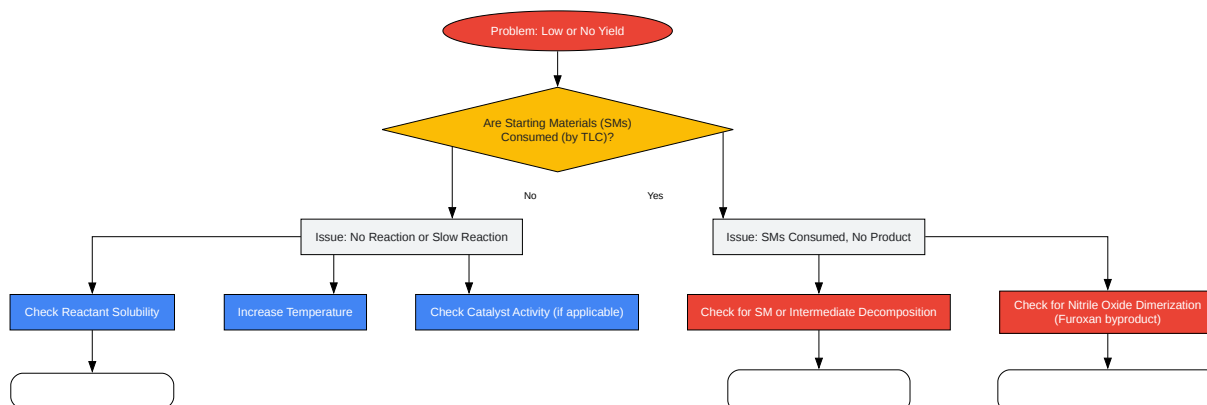 Problem: Low or No Yield
Are Starting Materials (SMs)
Consumed (by TLC)?
No
Yes
Issue: No Reaction or Slow Reaction
Issue: SMs Consumed, No Product
Check Reactant Solubility
Increase Temperature
Check Catalyst Activity (if applicable)
Check for SM or Intermediate Decomposition
Check for Nitrile Oxide Dimerization
(Furoxan byproduct)